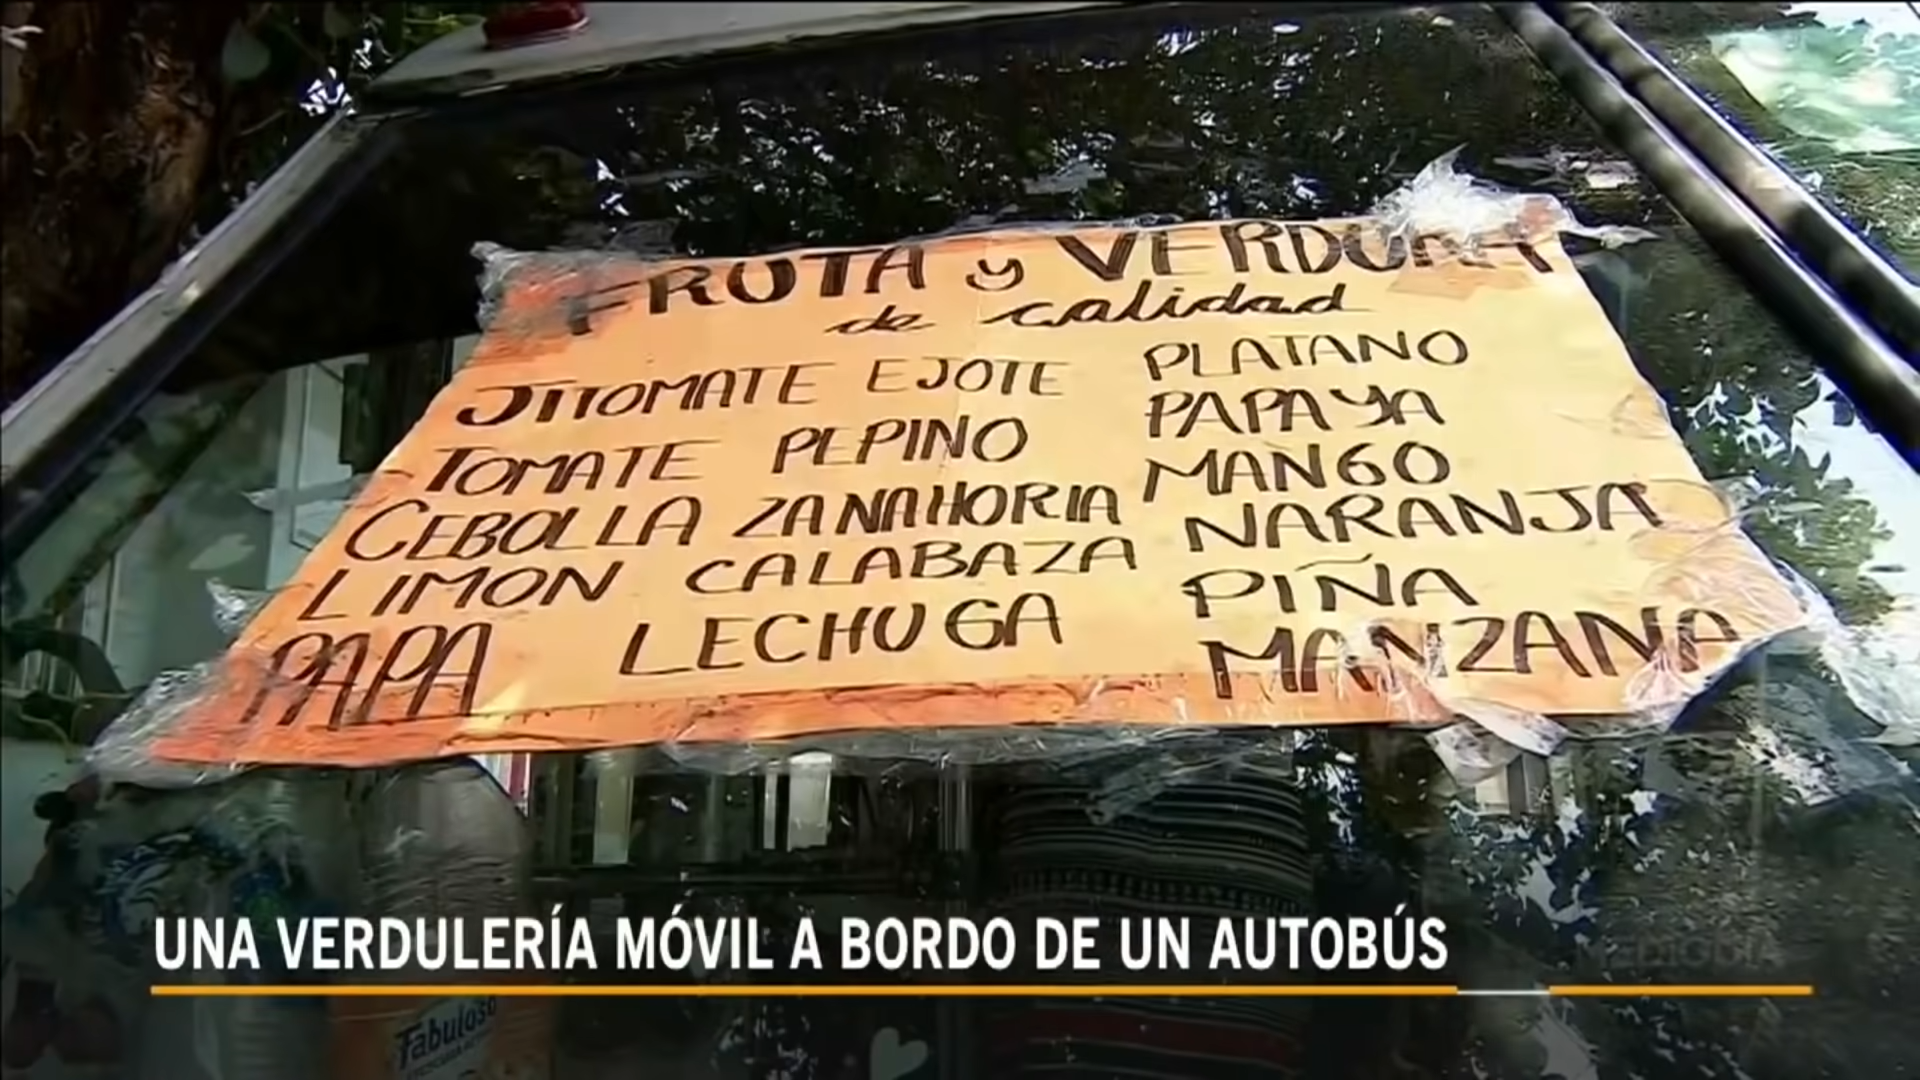 FRUTA y VERDURA
de calidad
JITOMATE EJOTE PLATANO
TOMATE PEPINO PAPAYA
CEBOLLA ZANAHORIA MANGO
LIMON CALABAZA NARANJA
PAPA LECHUGA PIÑA
MANZANA
UNA VERDULERÍA MÓVIL A BORDO DE UN AUTOBÚS
Fabuloso